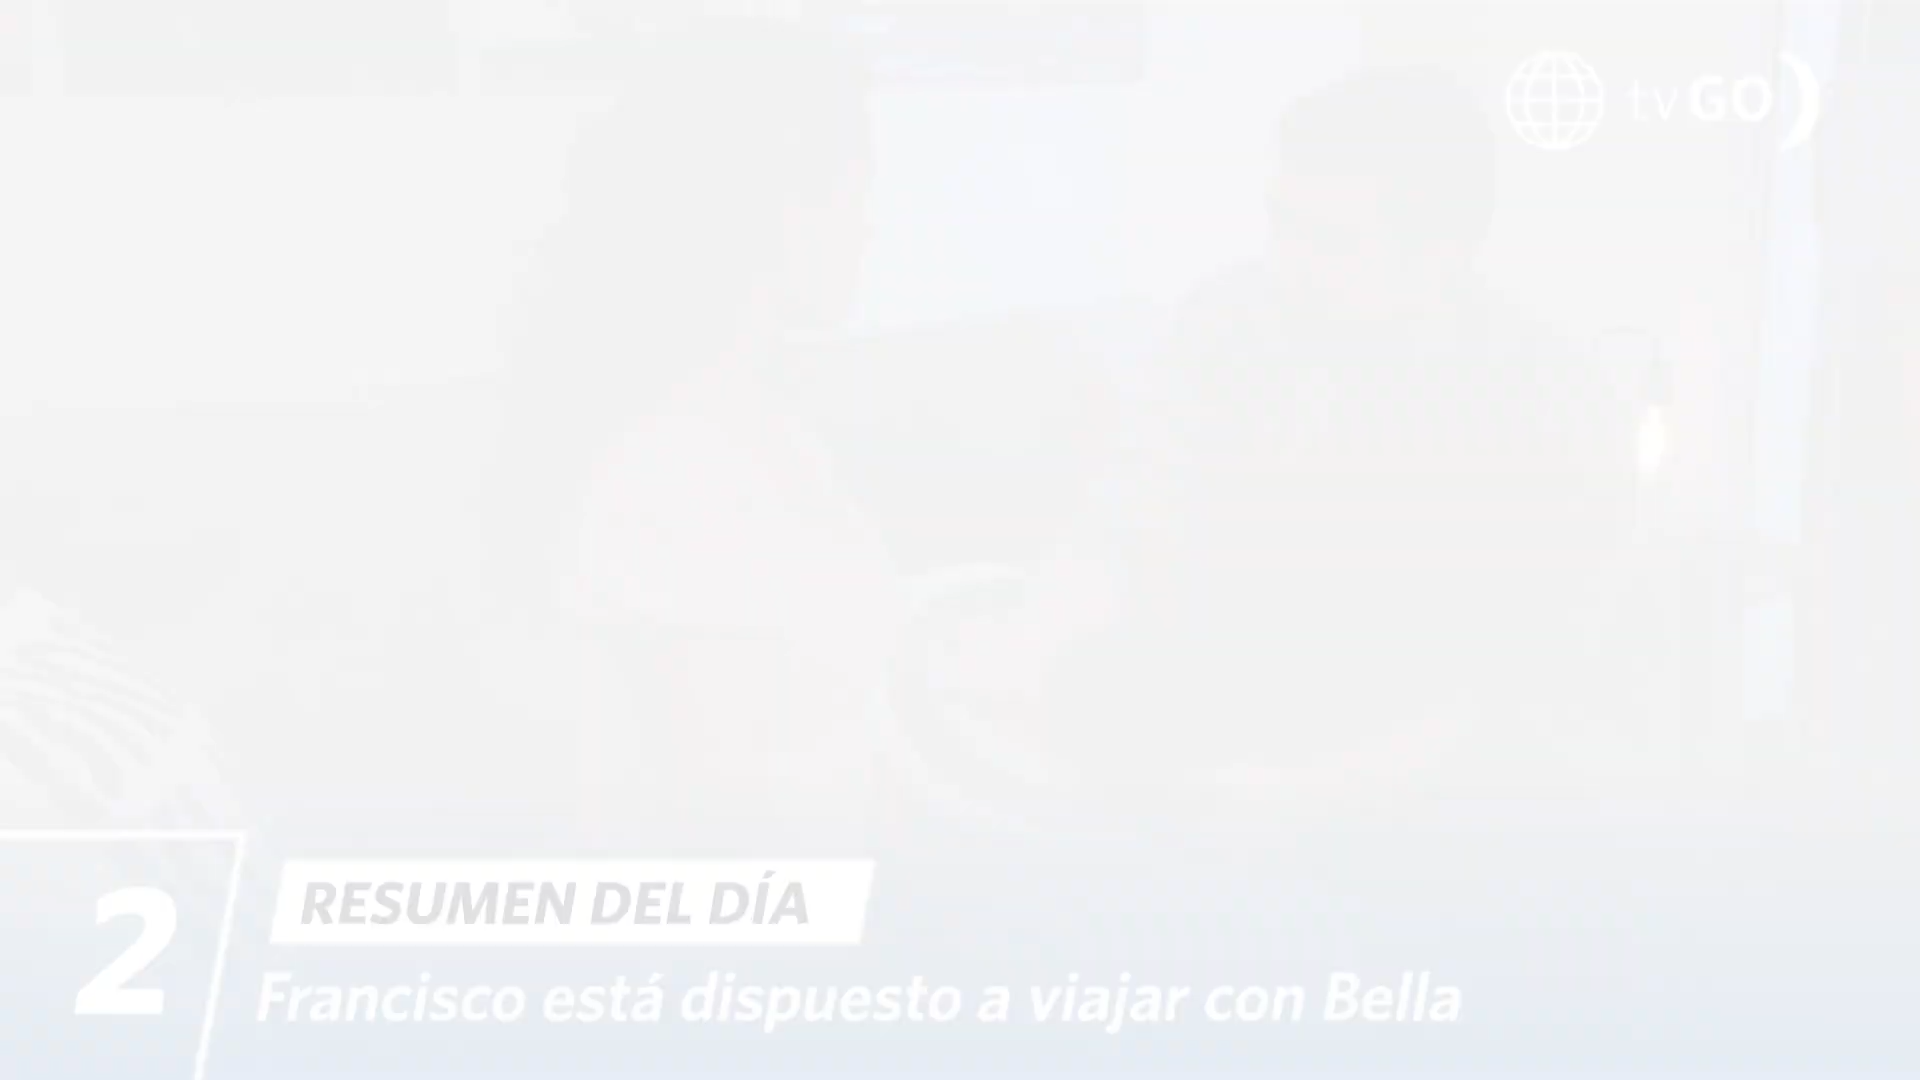 tvGO
2
RESUMEN DEL DÍA
Francisco está dispuesto a viajar con Bella